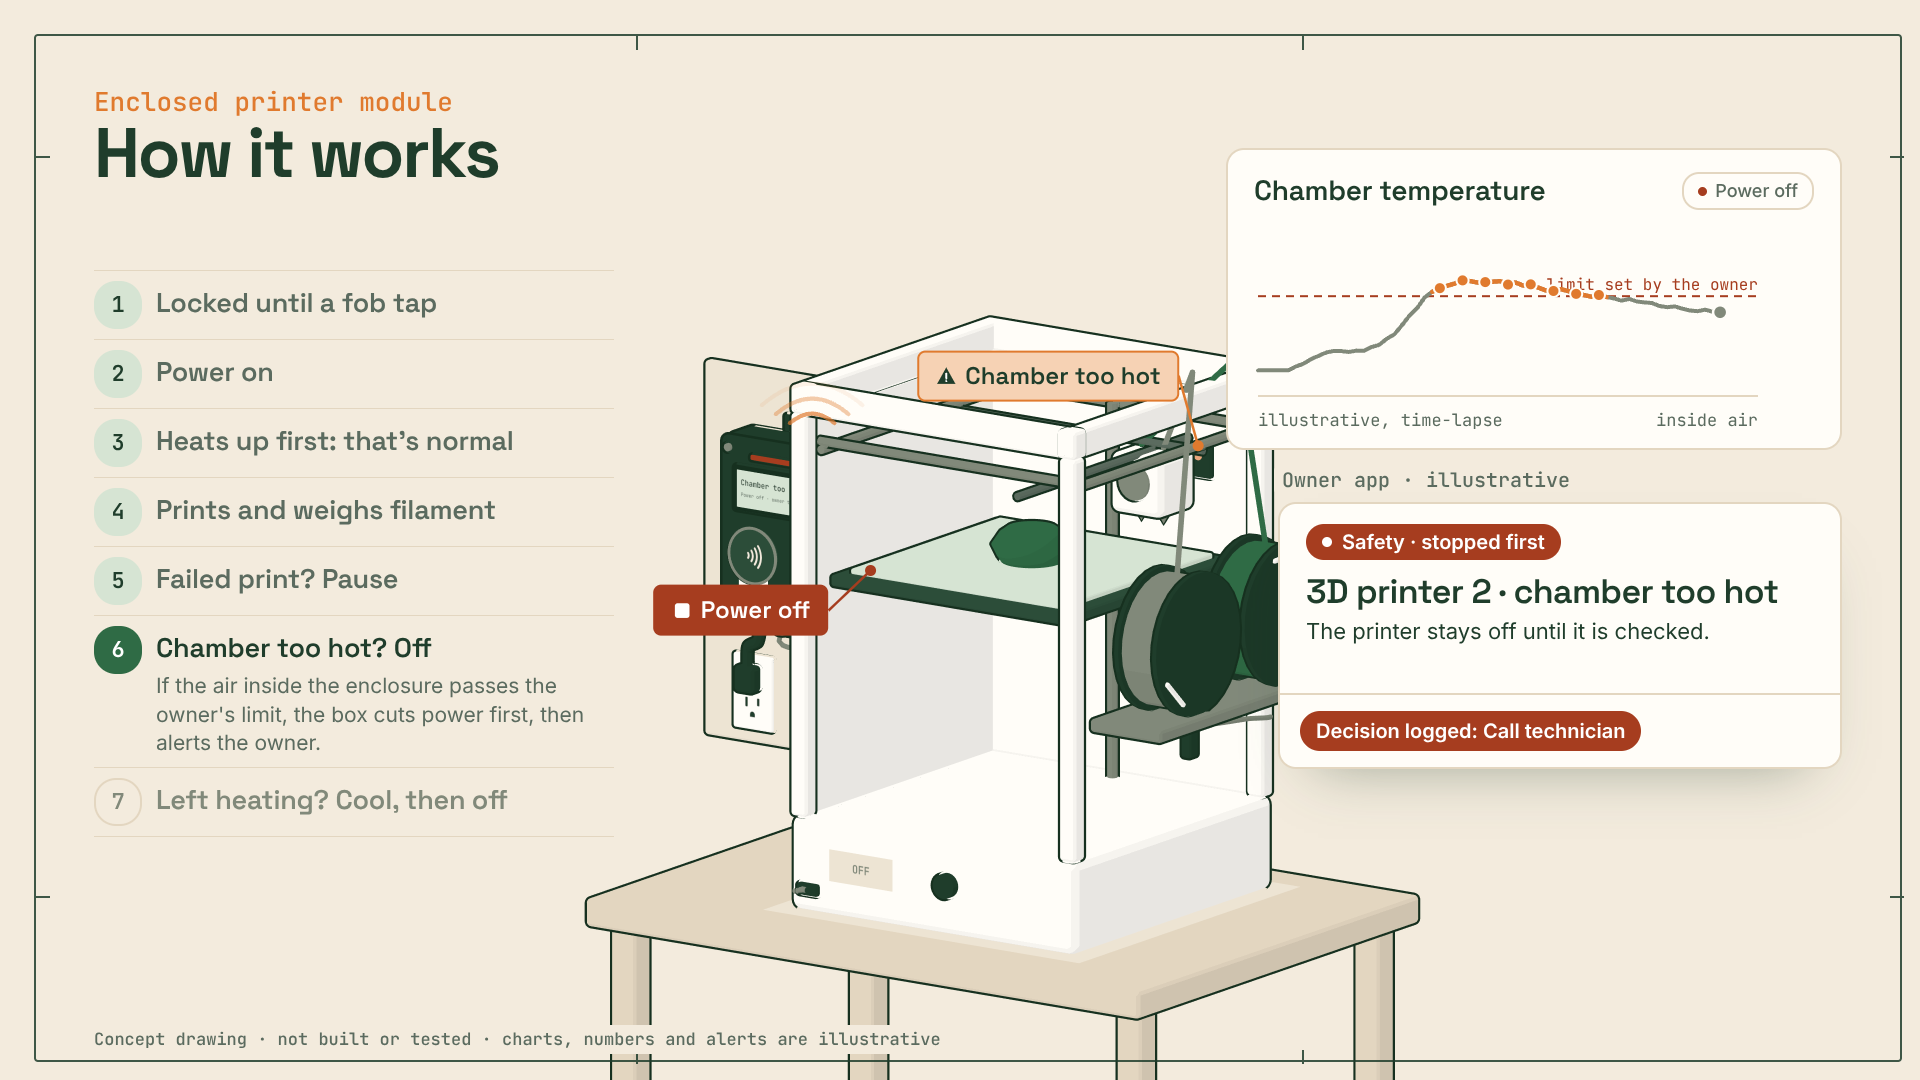 Enclosed printer module
How it works
1 Locked until a fob tap
2 Power on
3 Heats up first: that’s normal
4 Prints and weighs filament
5 Failed print? Pause
6 Chamber too hot? Off
If the air inside the enclosure passes the
owner's limit, the box cuts power first, then
alerts the owner.
7 Left heating? Cool, then off
Chamber too hot
Chamber too
Power off
OFF
Chamber temperature
Power off
limit set by the owner
illustrative, time-lapse
inside air
Owner app · illustrative
Safety · stopped first
3D printer 2 · chamber too hot
The printer stays off until it is checked.
Decision logged: Call technician
Concept drawing · not built or tested · charts, numbers and alerts are illustrative